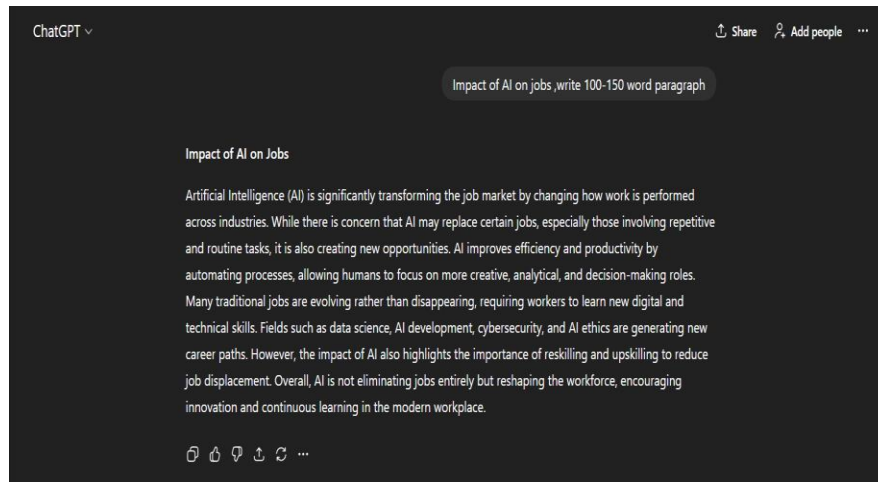 ChatGPT
Share
Add people
Impact of AI on jobs ,write 100-150 word paragraph
Impact of AI on Jobs
Artificial Intelligence (AI) is significantly transforming the job market by changing how work is performed
across industries. While there is concern that AI may replace certain jobs, especially those involving repetitive
and routine tasks, it is also creating new opportunities. AI improves efficiency and productivity by
automating processes, allowing humans to focus on more creative, analytical, and decision-making roles.
Many traditional jobs are evolving rather than disappearing, requiring workers to learn new digital and
technical skills. Fields such as data science, AI development, cybersecurity, and AI ethics are generating new
career paths. However, the impact of AI also highlights the importance of reskilling and upskilling to reduce
job displacement. Overall, AI is not eliminating jobs entirely but reshaping the workforce, encouraging
innovation and continuous learning in the modern workplace.